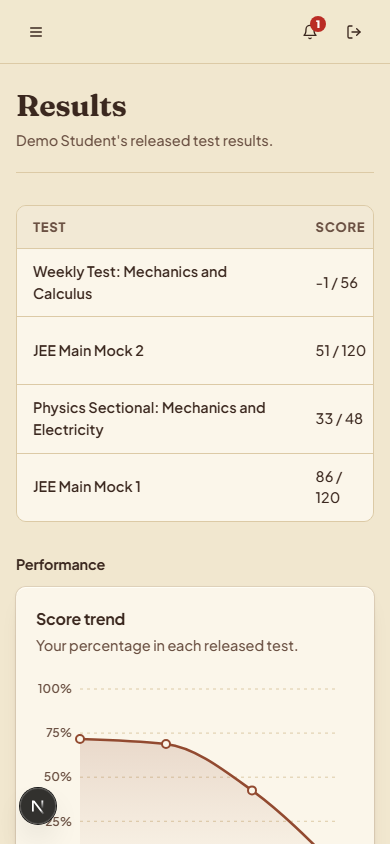 1
Results
Demo Student's released test results.
TEST SCORE
Weekly Test: Mechanics and
Calculus
-1 / 56
JEE Main Mock 2
51 / 120
Physics Sectional: Mechanics and
Electricity
33 / 48
JEE Main Mock 1
86 /
120
Performance
Score trend
Your percentage in each released test.
100%
75%
50%
25%
N